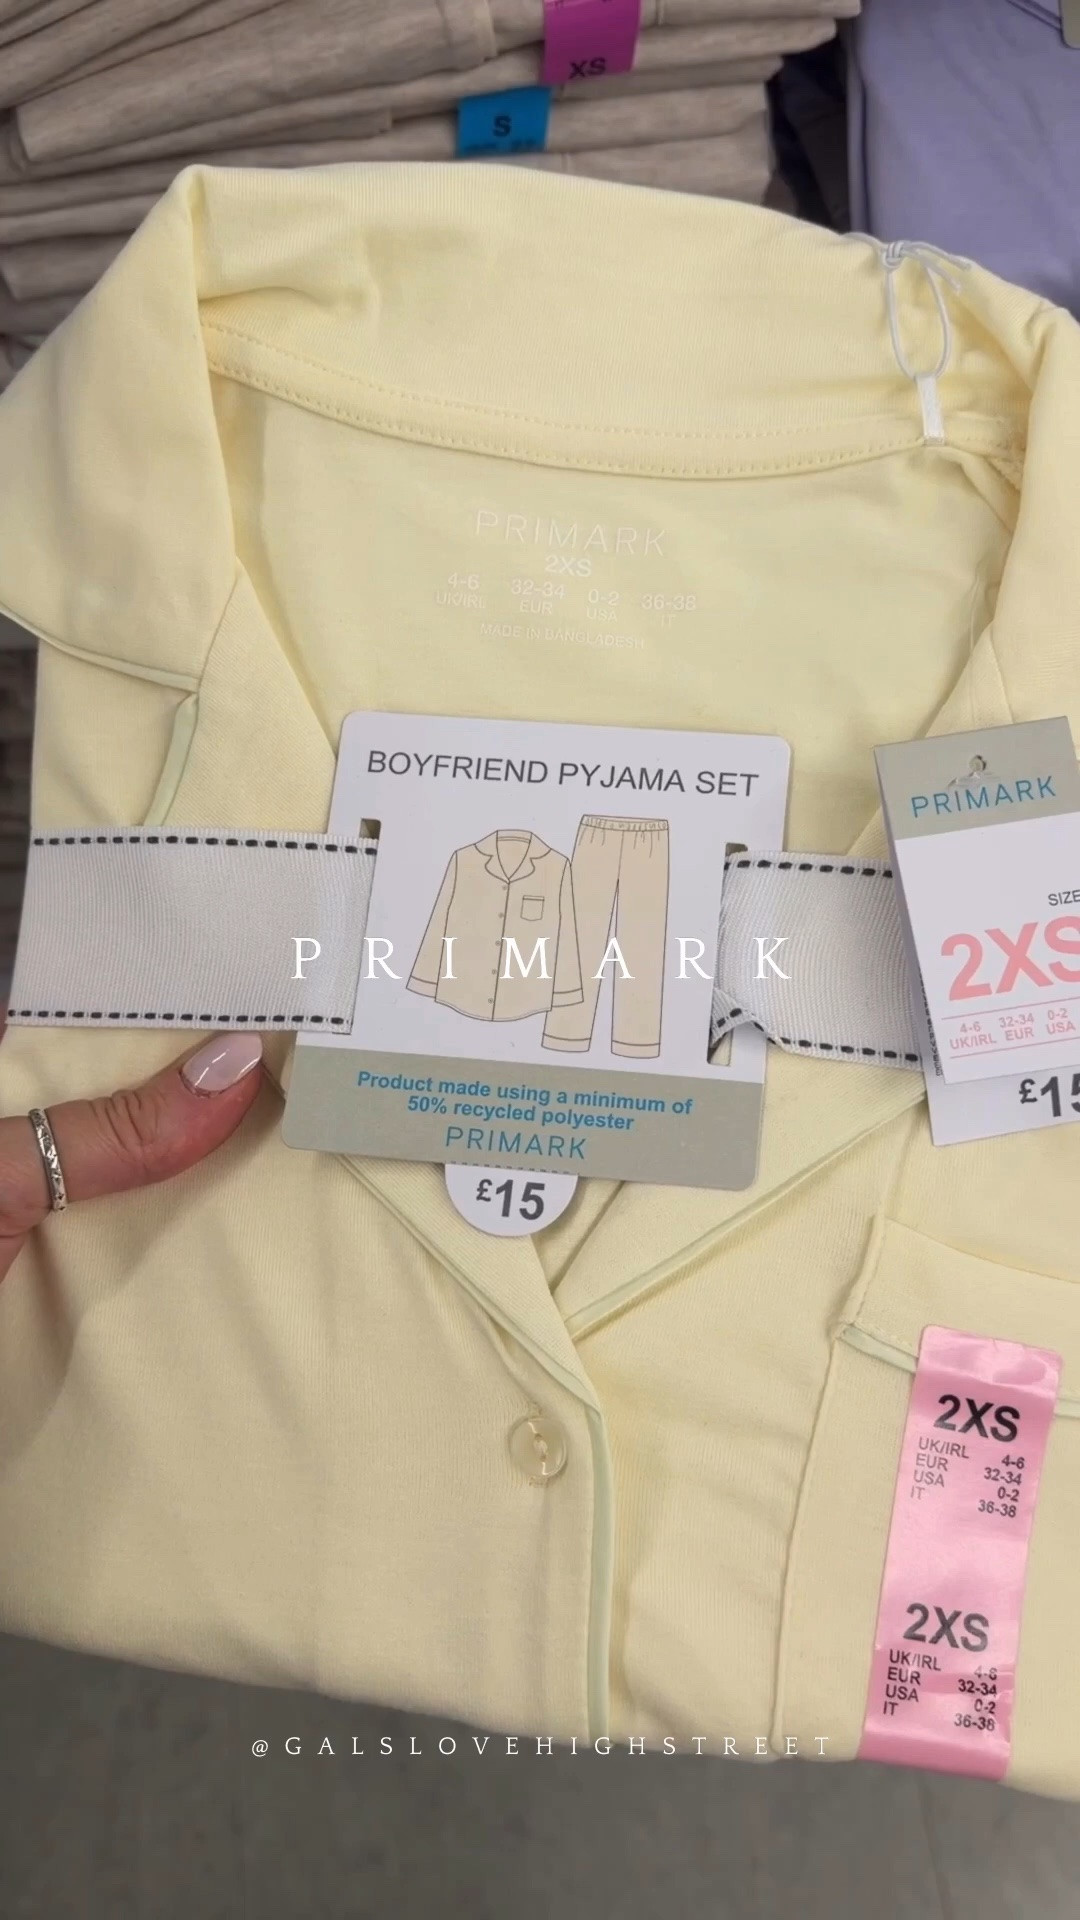 XS
S
PRIMARK
2XS
4-6 32-34 0-2 36-38
UK/IRL EUR USA IT
MADE IN BANGLADESH
BOYFRIEND PYJAMA SET
PRIMARK
SIZE
2XS
4-6 32-34 0-2
UK/IRL EUR USA
£15
PRIMARK
Product made using a minimum of
50% recycled polyester
PRIMARK
£15
2XS
UK/IRL 4-6
EUR 32-34
USA 0-2
IT 36-38
2XS
UK/IRL 4-6
EUR 32-34
USA 0-2
IT 36-38
@GALSLOVEHIGHSTREET